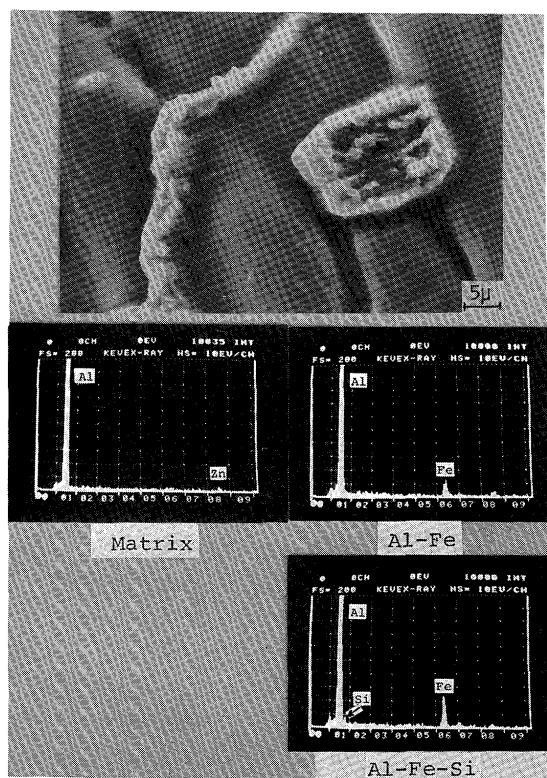 5μ
0 0CH 0EV 10035 INT
FS= 200 KEVEX-RAY HS= 10EV/CH
Al
Zn
01 02 03 04 05 06 07 08 09
Matrix
0 0CH 0EV 10000 INT
FS= 200 KEVEX-RAY HS= 10EV/CH
Al
Fe
01 02 03 04 05 06 07 08 09
Al-Fe
0 0CH 0EV 10000 INT
FS= 200 KEVEX-RAY HS= 10EV/CH
Al
Si
Fe
01 02 03 04 05 06 07 08 09
Al-Fe-Si